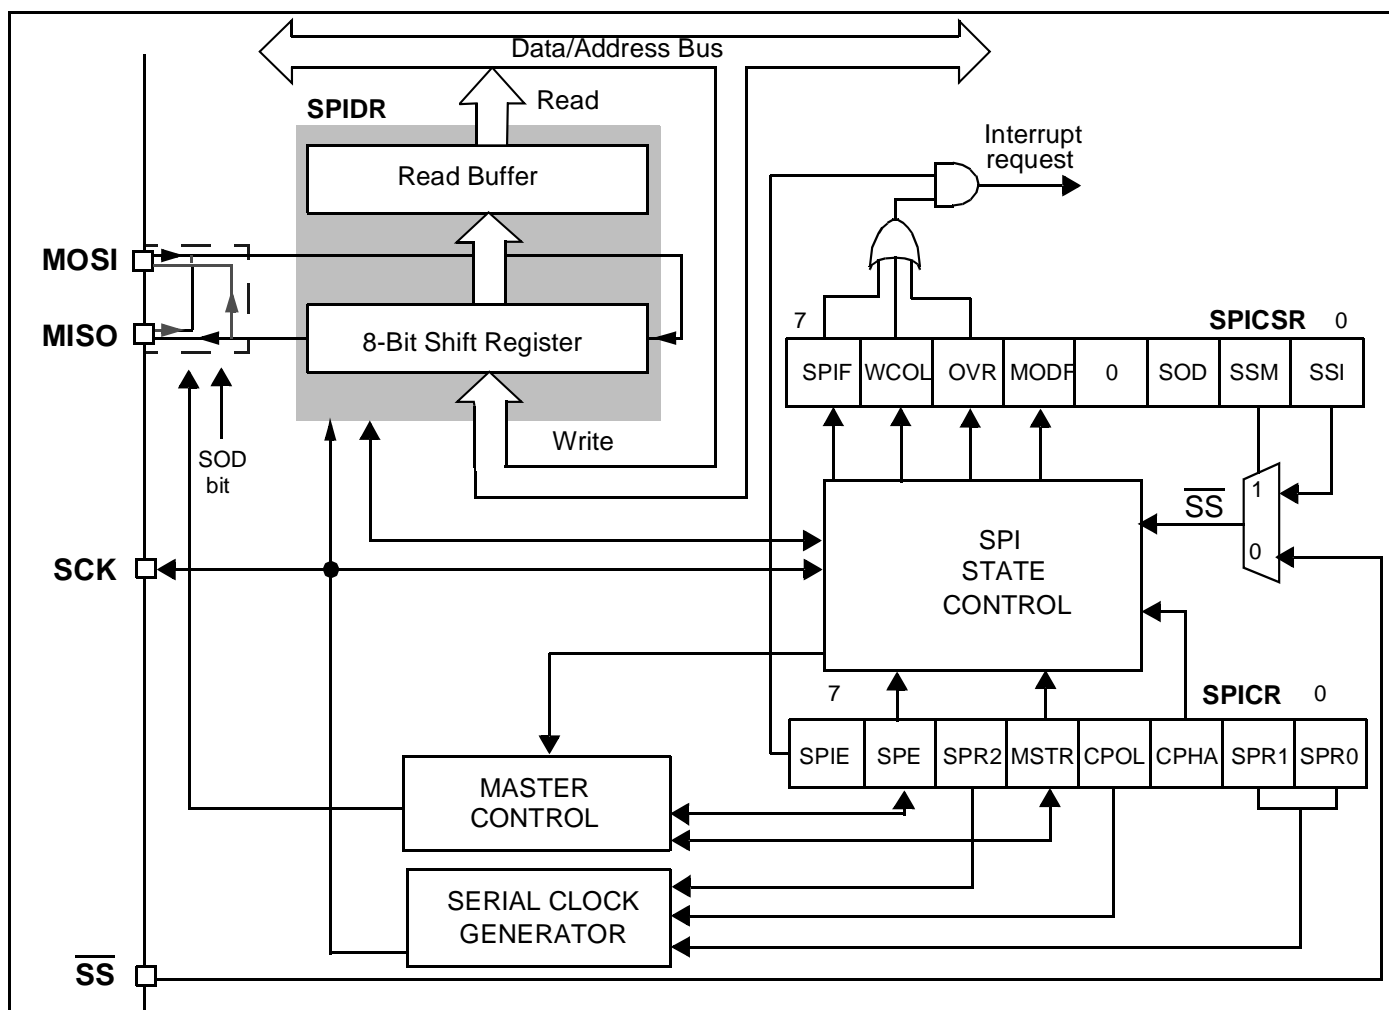 Data/Address Bus
SPIDR
Read
Read Buffer
Interrupt
request
MOSI
MISO
8-Bit Shift Register
7
SPICSR 0
SPIF WCOL OVR MODF 0 SOD SSM SSI
Write
SOD
bit
1
SS
0
SCK
SPI
STATE
CONTROL
7
SPICR 0
SPIE SPE SPR2 MSTR CPOL CPHA SPR1 SPR0
MASTER
CONTROL
SERIAL CLOCK
GENERATOR
SS